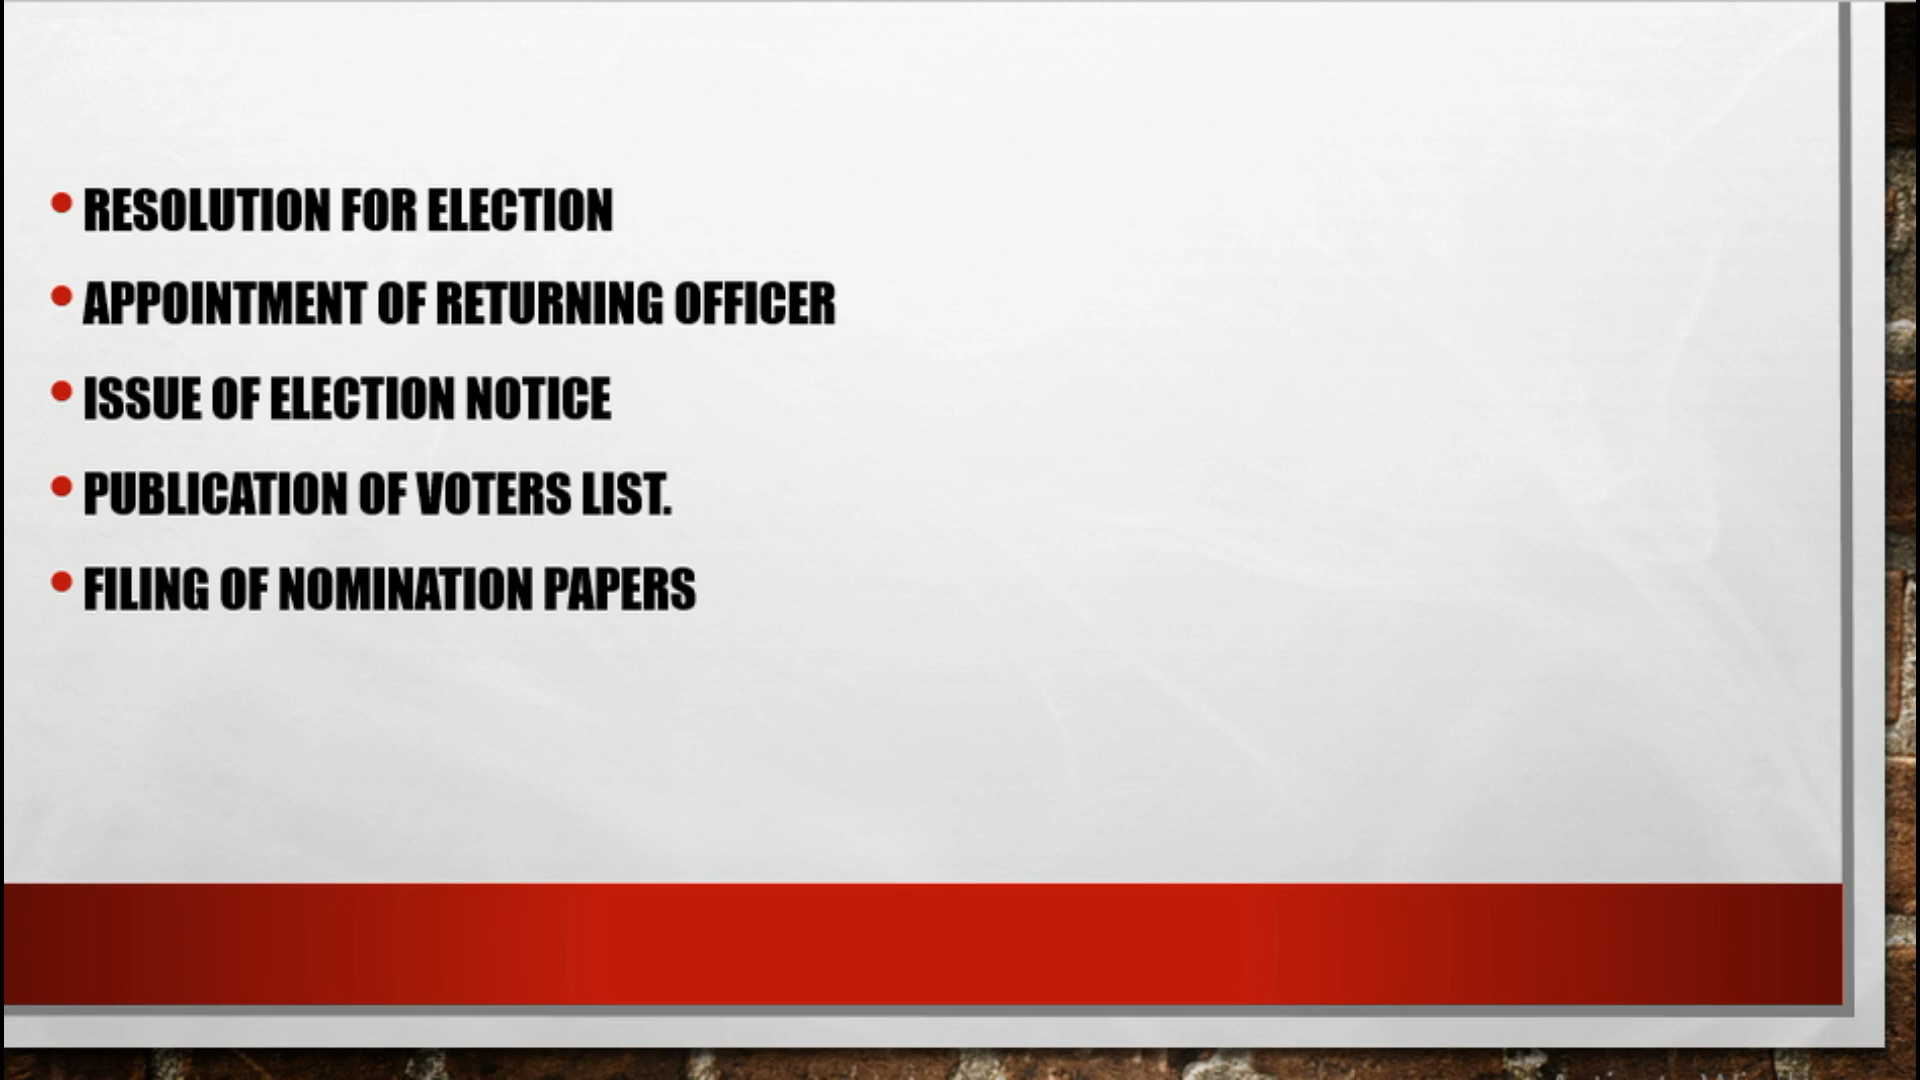 • RESOLUTION FOR ELECTION
• APPOINTMENT OF RETURNING OFFICER
• ISSUE OF ELECTION NOTICE
• PUBLICATION OF VOTERS LIST.
• FILING OF NOMINATION PAPERS